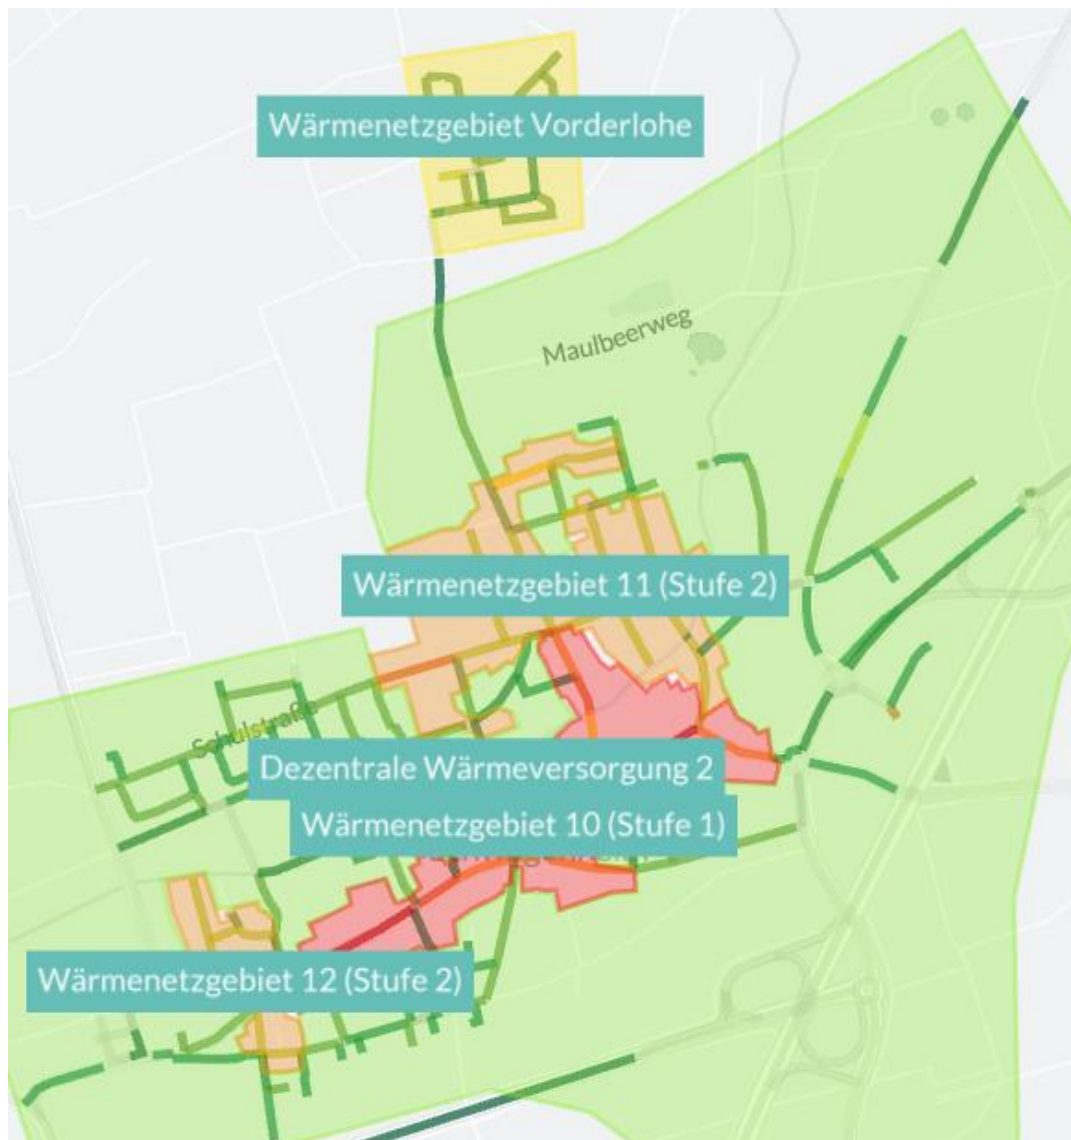 Wärmenetzgebiet Vorderlohe
Maulbeerweg
Wärmenetzgebiet 11 (Stufe 2)
Schulstraße
Dezentrale Wärmeversorgung 2
Wärmenetzgebiet 10 (Stufe 1)
Wärmenetzgebiet 12 (Stufe 2)